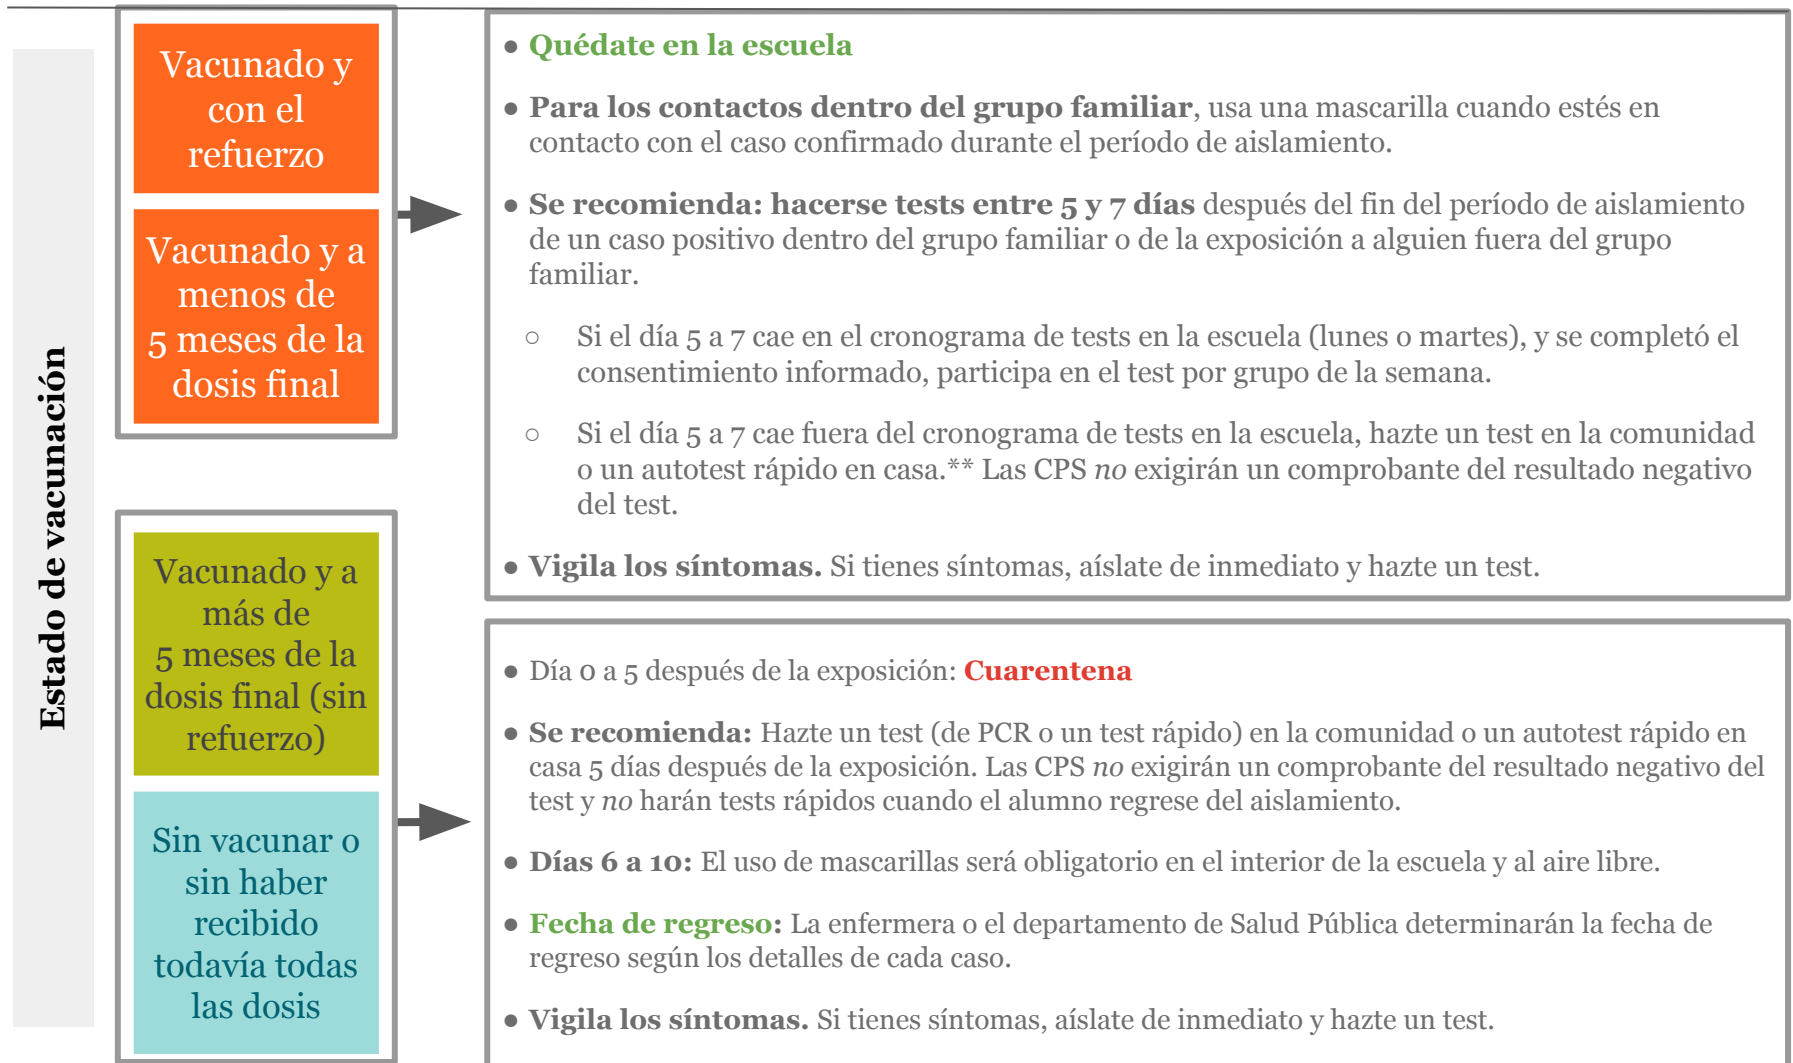 Estado de vacunación
Vacunado y
con el
refuerzo
Vacunado y a
menos de
5 meses de la
dosis final
● Quédate en la escuela
● Para los contactos dentro del grupo familiar, usa una mascarilla cuando estés en
contacto con el caso confirmado durante el período de aislamiento.
● Se recomienda: hacerse tests entre 5 y 7 días después del fin del período de aislamiento
de un caso positivo dentro del grupo familiar o de la exposición a alguien fuera del grupo
familiar.
○ Si el día 5 a 7 cae en el cronograma de tests en la escuela (lunes o martes), y se completó el
consentimiento informado, participa en el test por grupo de la semana.
○ Si el día 5 a 7 cae fuera del cronograma de tests en la escuela, hazte un test en la comunidad
o un autotest rápido en casa.** Las CPS no exigirán un comprobante del resultado negativo
del test.
● Vigila los síntomas. Si tienes síntomas, aíslate de inmediato y hazte un test.
Vacunado y a
más de
5 meses de la
dosis final (sin
refuerzo)
Sin vacunar o
sin haber
recibido
todavía todas
las dosis
● Día 0 a 5 después de la exposición: Cuarentena
● Se recomienda: Hazte un test (de PCR o un test rápido) en la comunidad o un autotest rápido en
casa 5 días después de la exposición. Las CPS no exigirán un comprobante del resultado negativo del
test y no harán tests rápidos cuando el alumno regrese del aislamiento.
● Días 6 a 10: El uso de mascarillas será obligatorio en el interior de la escuela y al aire libre.
● Fecha de regreso: La enfermera o el departamento de Salud Pública determinarán la fecha de
regreso según los detalles de cada caso.
● Vigila los síntomas. Si tienes síntomas, aíslate de inmediato y hazte un test.